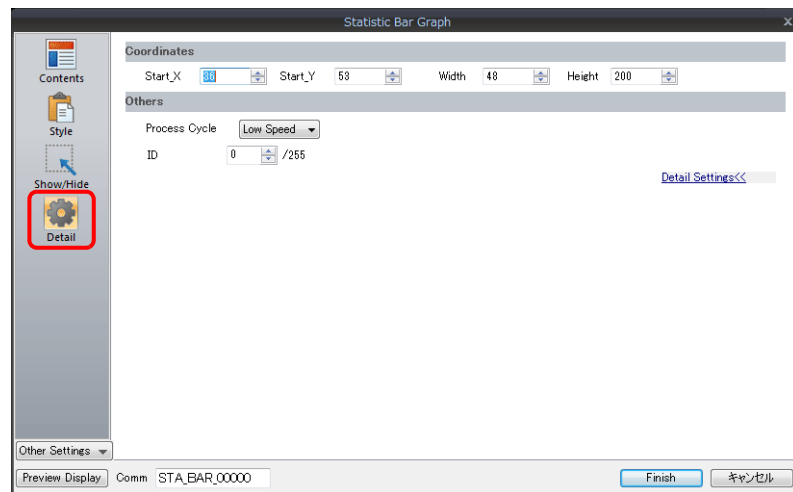 Statistic Bar Graph
Contents
Style
Show/Hide
Detail
Coordinates
Start_X 36 Start_Y 53 Width 48 Height 200
Others
Process Cycle Low Speed
ID 0 /255
Detail Settings<<
Other Settings
Preview Display Comm STA_BAR_00000 Finish キャンセル